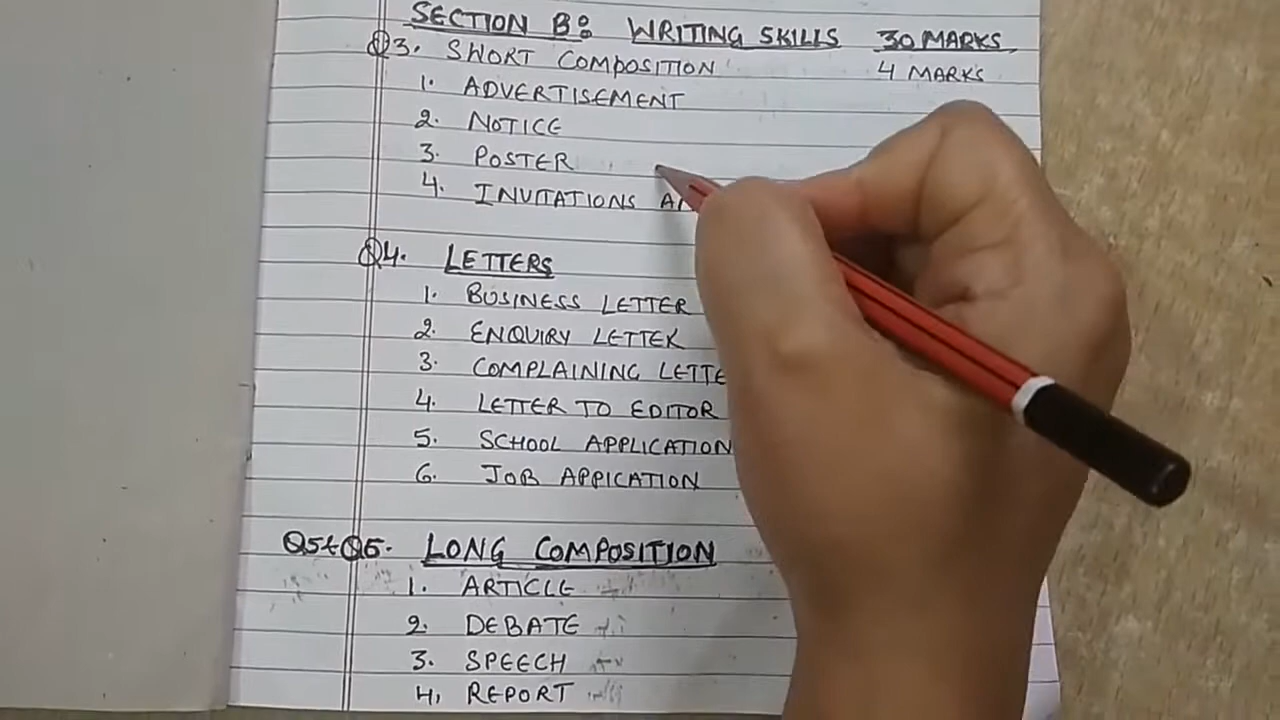 SECTION B: WRITING SKILLS 30 MARKS
Q3. SHORT COMPOSITION 4 MARKS
1. ADVERTISEMENT
2. NOTICE
3. POSTER
4. INVITATIONS
Q4. LETTERS
1. BUSINESS LETTER
2. ENQUIRY LETTER
3. COMPLAINING LETTE
4. LETTER TO EDITOR
5. SCHOOL APPLICATION
6. JOB APPICATION
Q5+Q6. LONG COMPOSITION
1. ARTICLE
2. DEBATE
3. SPEECH
4, REPORT